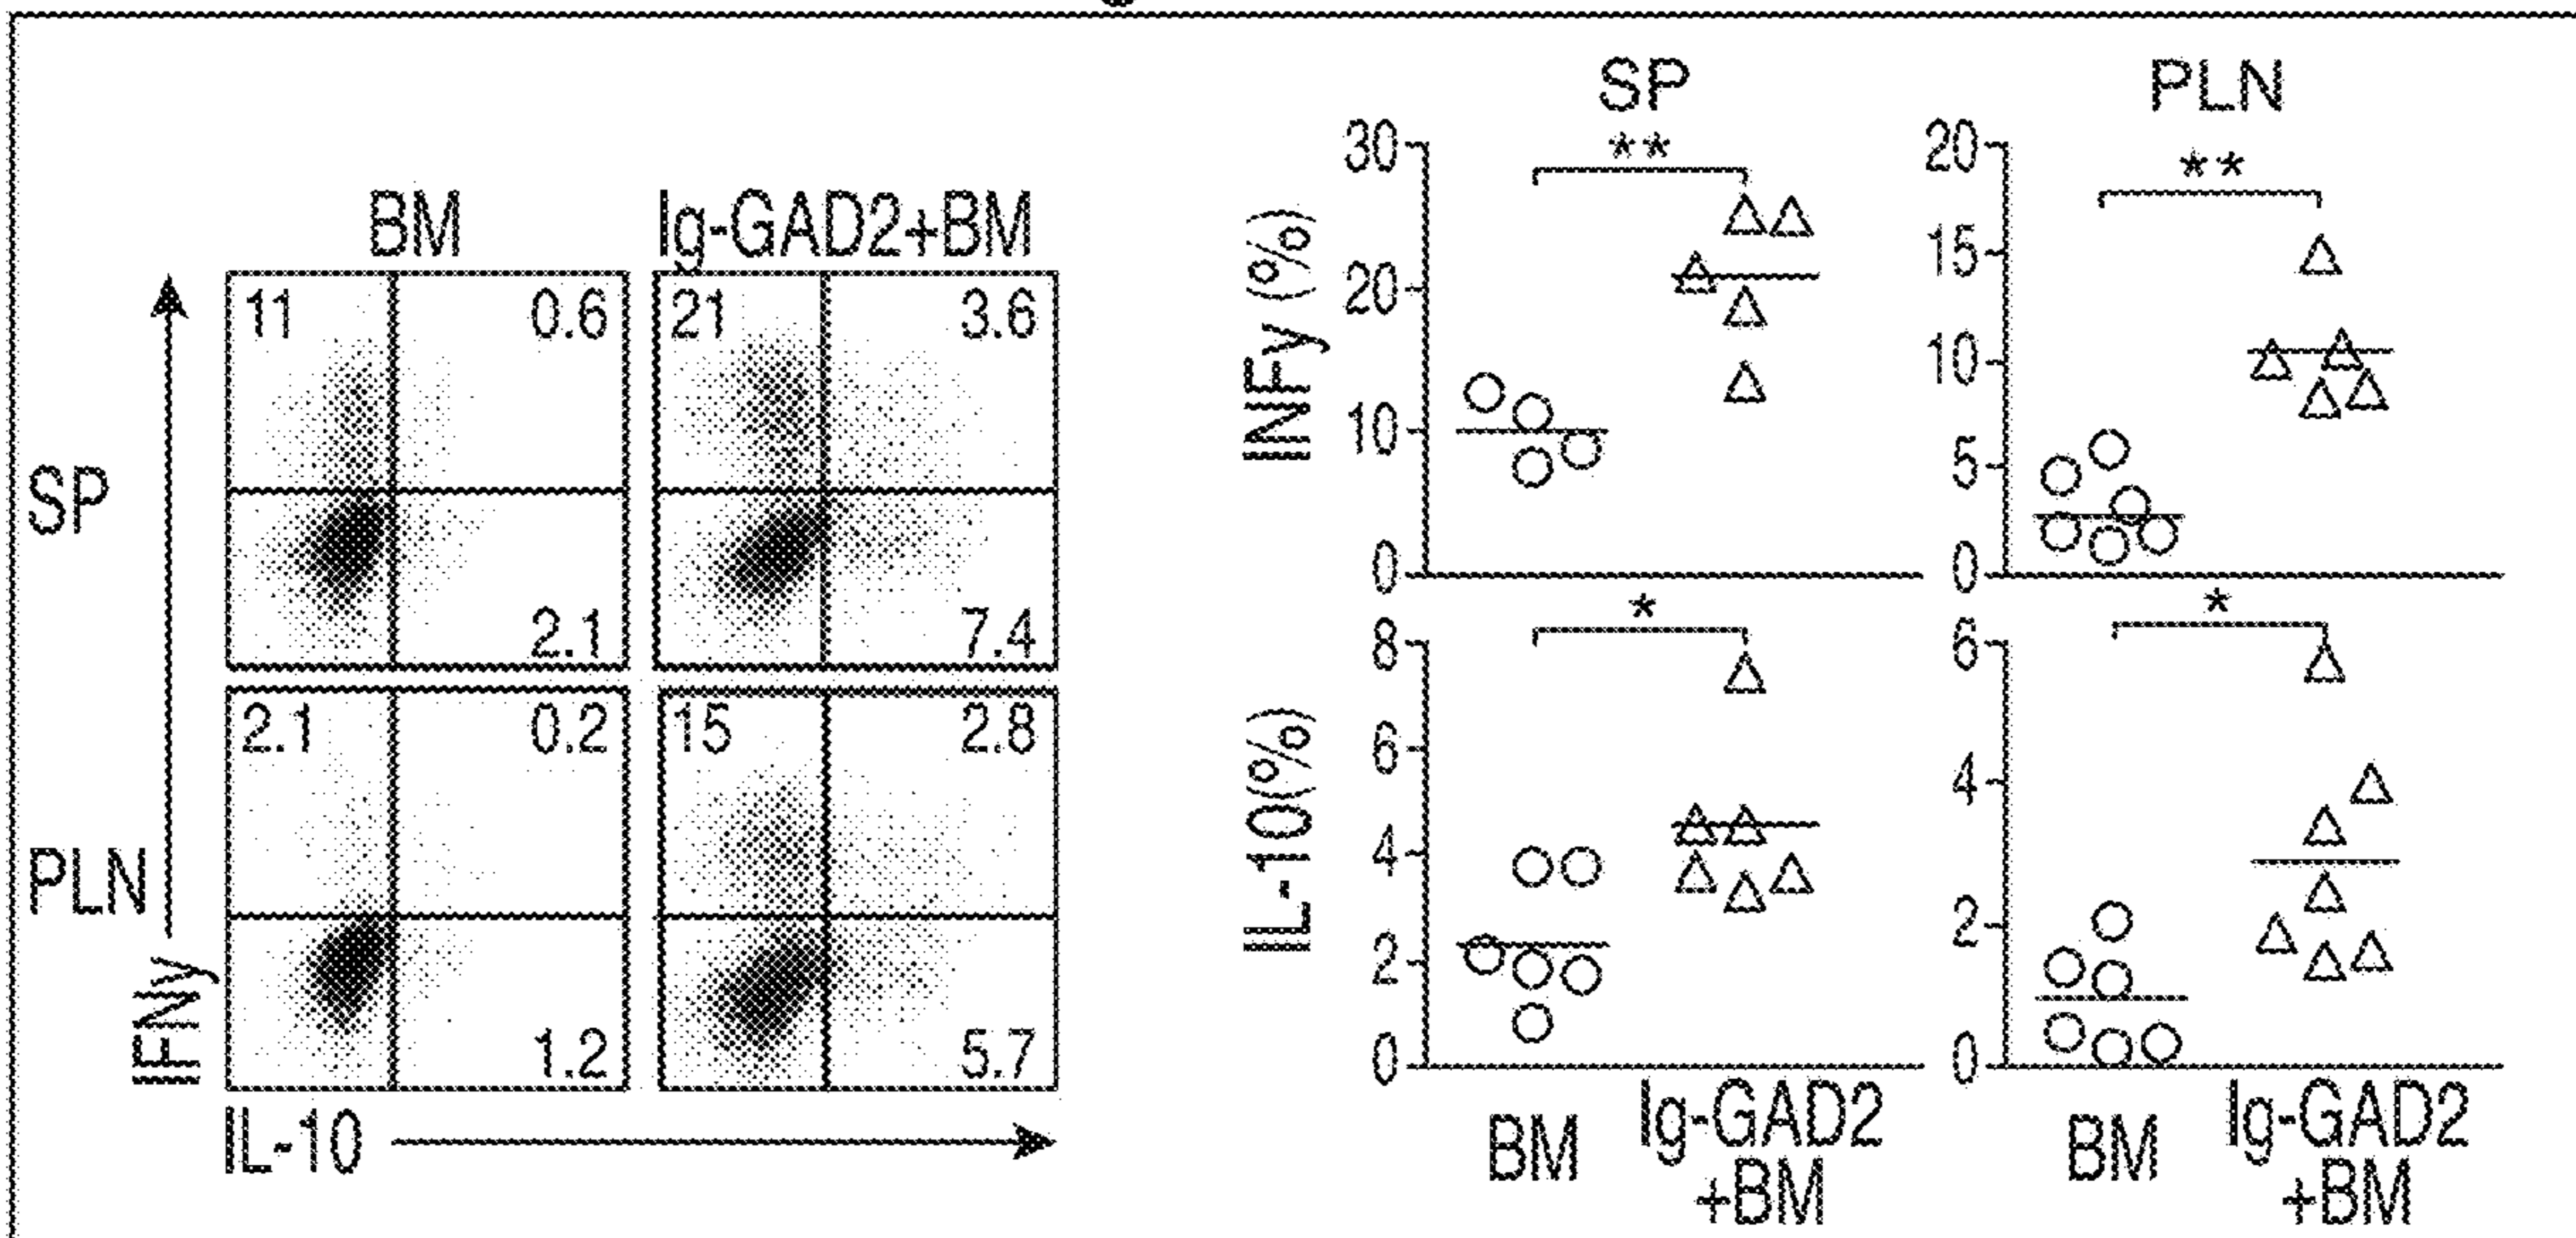 BM Ig-GAD2+BM
SP
11 0.6
2.1
21 3.6
7.4
PLN
2.1 0.2
1.2
15 2.8
5.7
IFNy
IL-10
SP
**
INFy (%)
30
20
10
0
PLN
**
20
15
10
5
0
*
IL-10(%)
8
6
4
2
0
*
6
4
2
0
BM Ig-GAD2
+BM
BM Ig-GAD2
+BM